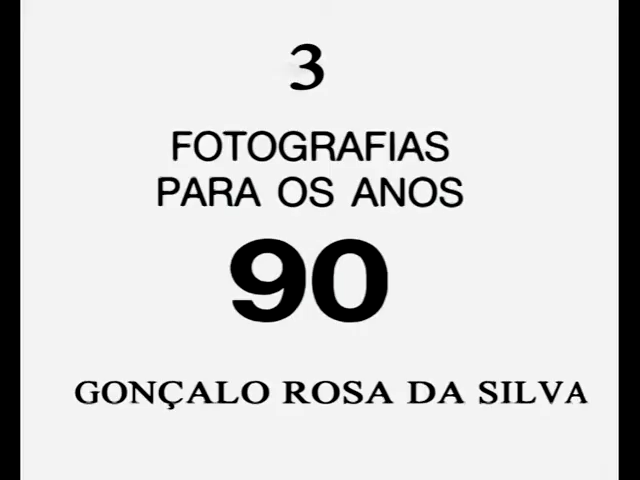 3
FOTOGRAFIAS
PARA OS ANOS
90
GONÇALO ROSA DA SILVA